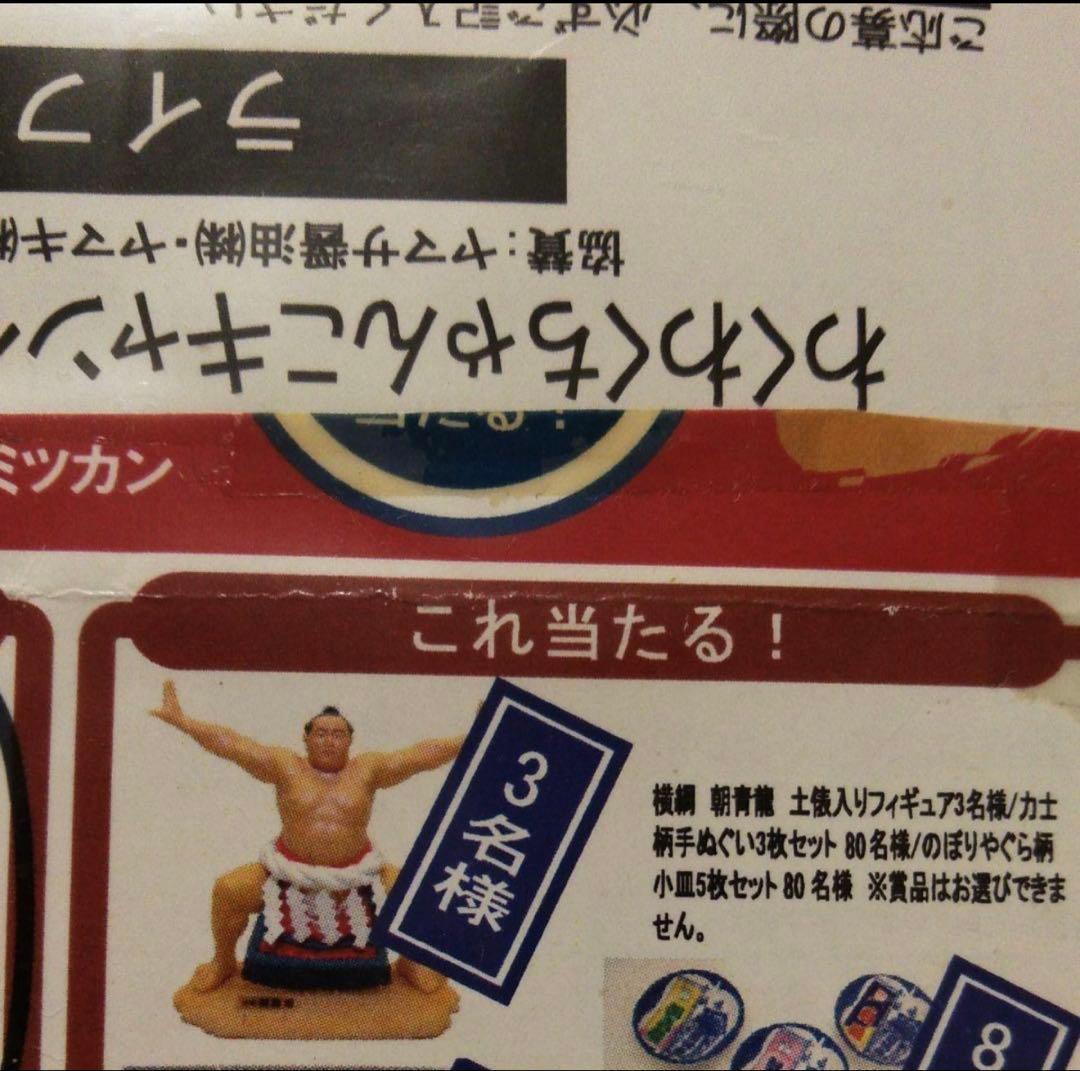 ご応募の際に、必ずご記入ください
ライフ
協賛：ヤマサ醤油㈱・ヤマキ㈱
わくわくちゃんこキャン
ミツカン
これ当たる！
3名様
横綱 朝青龍 土俵入りフィギュア3名様/力士
柄手ぬぐい3枚セット 80名様/のぼりやぐら柄
小皿5枚セット 80名様 ※賞品はお選びできま
せん。
8